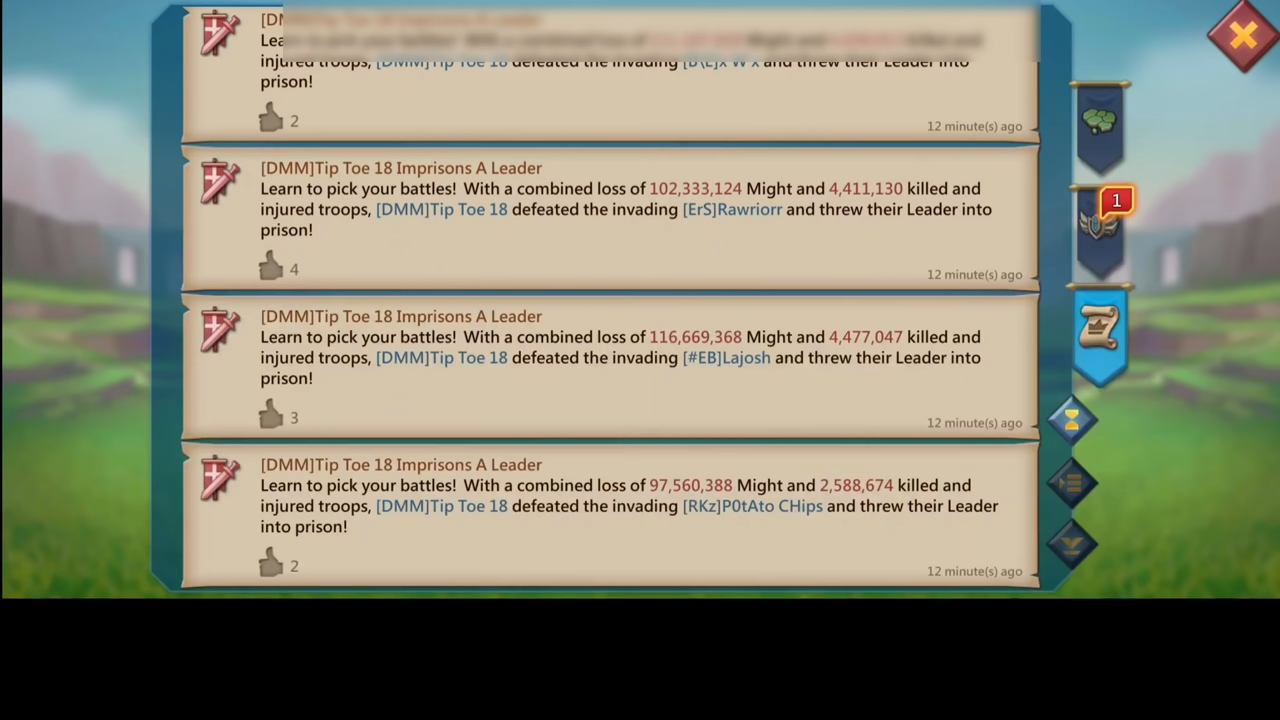 [DM
Lea
injured troops, [DMM]Tip Toe 18 defeated the invading [B\E]x W x and threw their Leader into
prison!
2
12 minute(s) ago
[DMM]Tip Toe 18 Imprisons A Leader
Learn to pick your battles! With a combined loss of 102,333,124 Might and 4,411,130 killed and
injured troops, [DMM]Tip Toe 18 defeated the invading [ErS]Rawriorr and threw their Leader into
prison!
4
12 minute(s) ago
1
[DMM]Tip Toe 18 Imprisons A Leader
Learn to pick your battles! With a combined loss of 116,669,368 Might and 4,477,047 killed and
injured troops, [DMM]Tip Toe 18 defeated the invading [#EB]Lajosh and threw their Leader into
prison!
3
12 minute(s) ago
[DMM]Tip Toe 18 Imprisons A Leader
Learn to pick your battles! With a combined loss of 97,560,388 Might and 2,588,674 killed and
injured troops, [DMM]Tip Toe 18 defeated the invading [RKz]P0tAto CHips and threw their Leader
into prison!
2
12 minute(s) ago